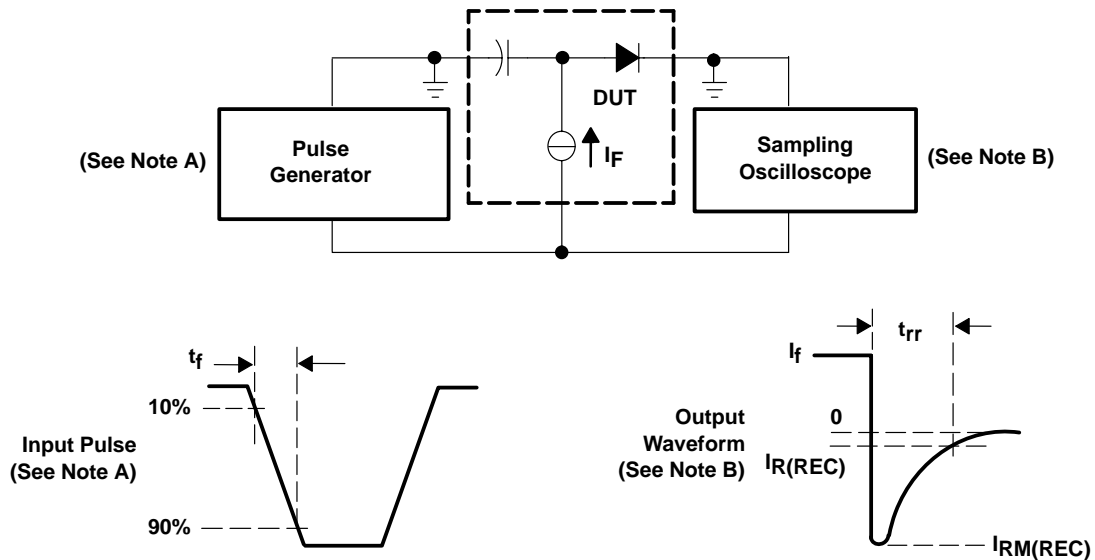 DUT
I_F
(See Note A)
Pulse
Generator
Sampling
Oscilloscope
(See Note B)
t_f
10%
Input Pulse
(See Note A)
90%
t_rr
I_f
0
Output
Waveform
(See Note B)
I_R(REC)
I_RM(REC)